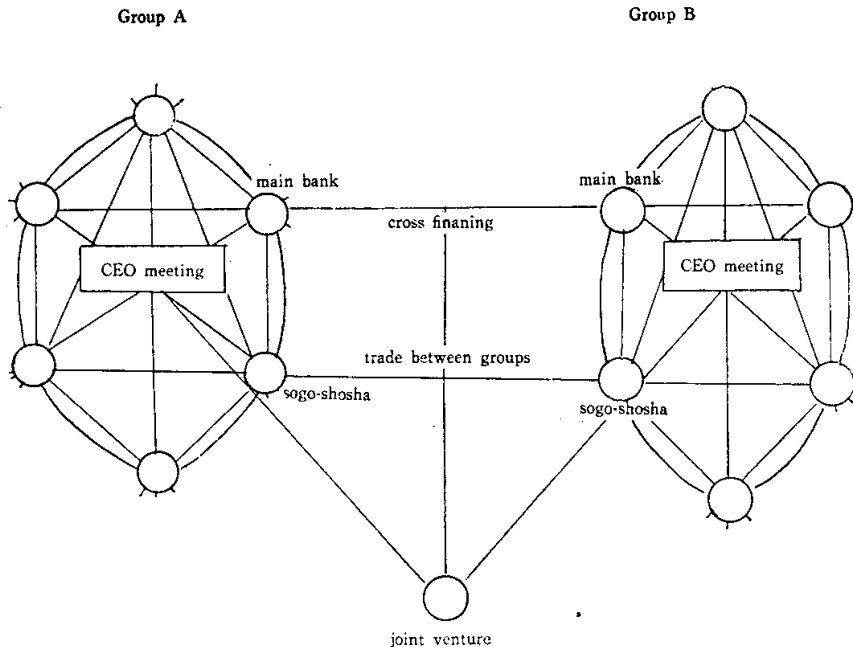 Group A
Group B
main bank
main bank
cross finaning
CEO meeting
CEO meeting
trade between groups
sogo-shosha
sogo-shosha
joint venture